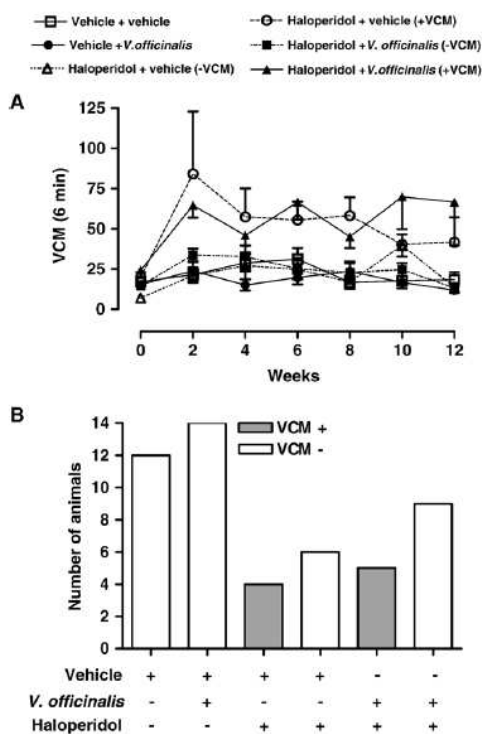 Vehicle + vehicle
Haloperidol + vehicle (+VCM)
Vehicle + V.officinalis
Haloperidol + V. officinalis (-VCM)
Haloperidol + vehicle (-VCM)
Haloperidol + V.officinalis (+VCM)
A
125
100
75
50
25
0
VCM (6 min)
0 2 4 6 8 10 12
Weeks
B
14
12
10
8
6
4
2
0
Number of animals
VCM +
VCM -
Vehicle + + + + - -
V. officinalis - + - - + +
Haloperidol - - + + + +